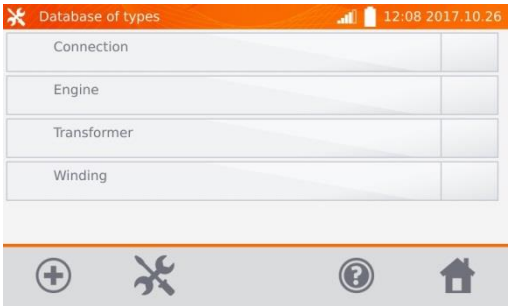 Database of types 12:08 2017.10.26
Connection
Engine
Transformer
Winding
?